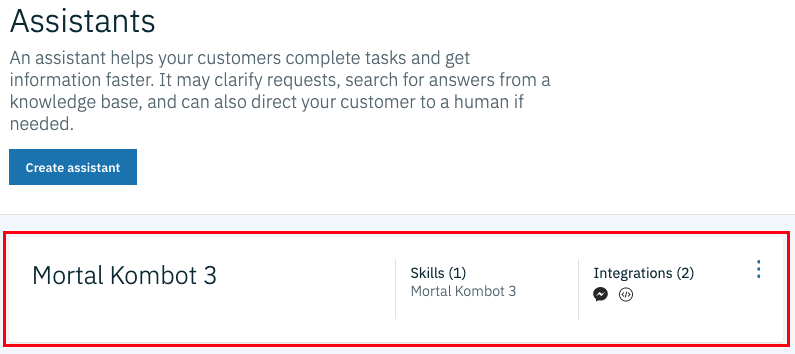 Assistants
An assistant helps your customers complete tasks and get
information faster. It may clarify requests, search for answers from a
knowledge base, and can also direct your customer to a human if
needed.
Create assistant
Mortal Kombot 3
Skills (1)
Mortal Kombot 3
Integrations (2)